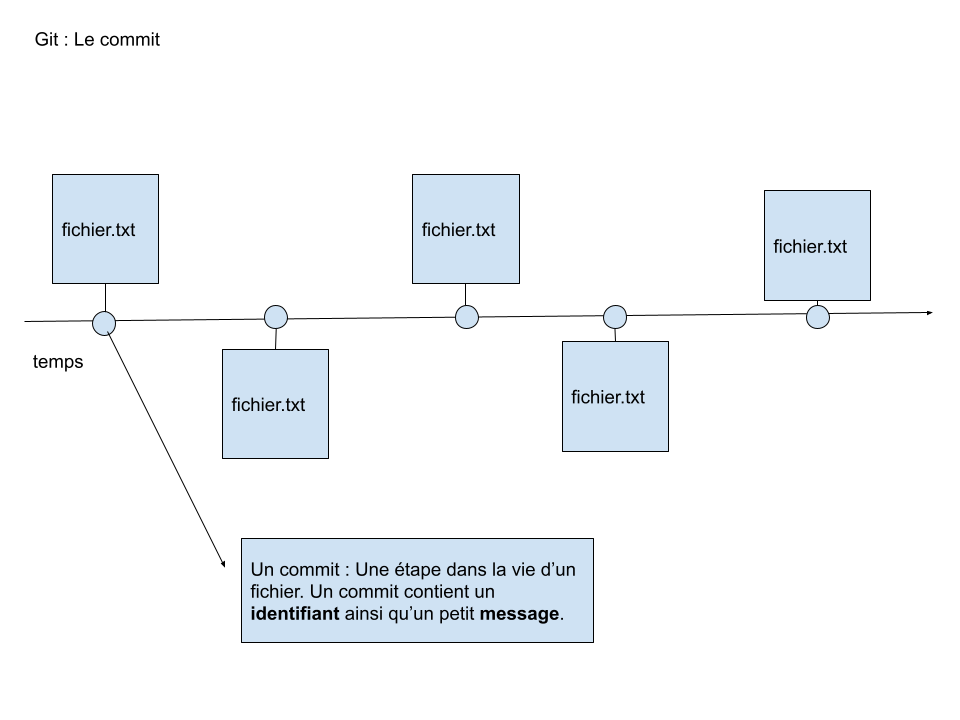 Git : Le commit
fichier.txt
fichier.txt
fichier.txt
temps
fichier.txt
fichier.txt
Un commit : Une étape dans la vie d’un
fichier. Un commit contient un
identifiant ainsi qu’un petit message.